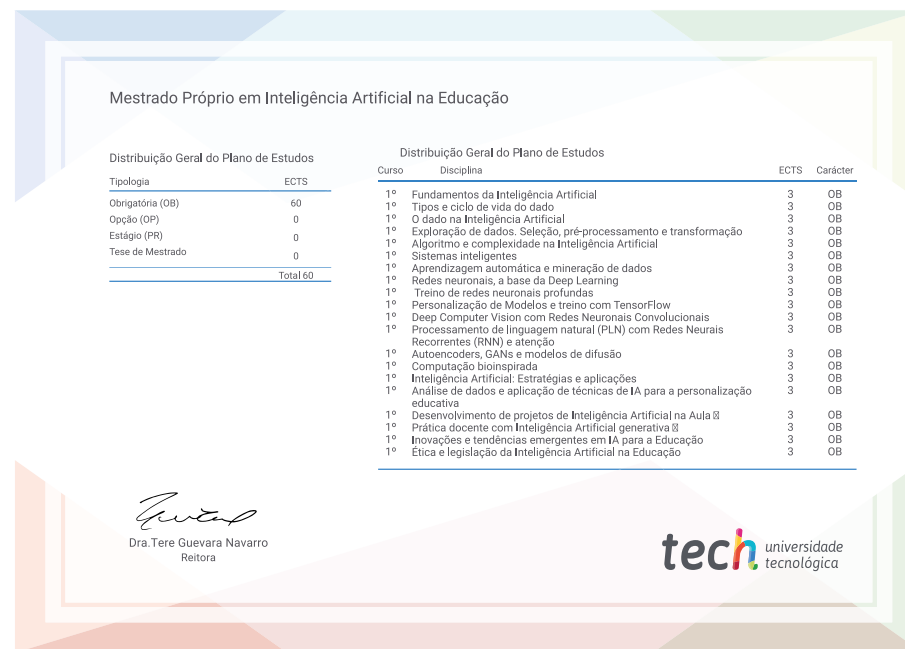 Mestrado Próprio em Inteligência Artificial na Educação
Distribuição Geral do Plano de Estudos
Tipologia ECTS
Obrigatória (OB) 60
Opção (OP) 0
Estágio (PR) 0
Tese de Mestrado 0
Total 60
Distribuição Geral do Plano de Estudos
Curso Disciplina ECTS Carácter
1º Fundamentos da Inteligência Artificial 3 OB
1º Tipos e ciclo de vida do dado 3 OB
1º O dado na Inteligência Artificial 3 OB
1º Exploração de dados. Seleção, pré-processamento e transformação 3 OB
1º Algoritmo e complexidade na Inteligência Artificial 3 OB
1º Sistemas inteligentes 3 OB
1º Aprendizagem automática e mineração de dados 3 OB
1º Redes neuronais, a base da Deep Learning 3 OB
1º Treino de redes neuronais profundas 3 OB
1º Personalização de Modelos e treino com TensorFlow 3 OB
1º Deep Computer Vision com Redes Neuronais Convolucionais 3 OB
1º Processamento de linguagem natural (PLN) com Redes Neurais 3 OB
Recorrentes (RNN) e atenção
1º Autoencoders, GANs e modelos de difusão 3 OB
1º Computação bioinspirada 3 OB
1º Inteligência Artificial: Estratégias e aplicações 3 OB
1º Análise de dados e aplicação de técnicas de IA para a personalização 3 OB
educativa
1º Desenvolvimento de projetos de Inteligência Artificial na Aula 3 OB
1º Prática docente com Inteligência Artificial generativa 3 OB
1º Inovações e tendências emergentes em IA para a Educação 3 OB
1º Ética e legislação da Inteligência Artificial na Educação 3 OB
Dra.Tere Guevara Navarro
Reitora
tech universidade
tecnológica